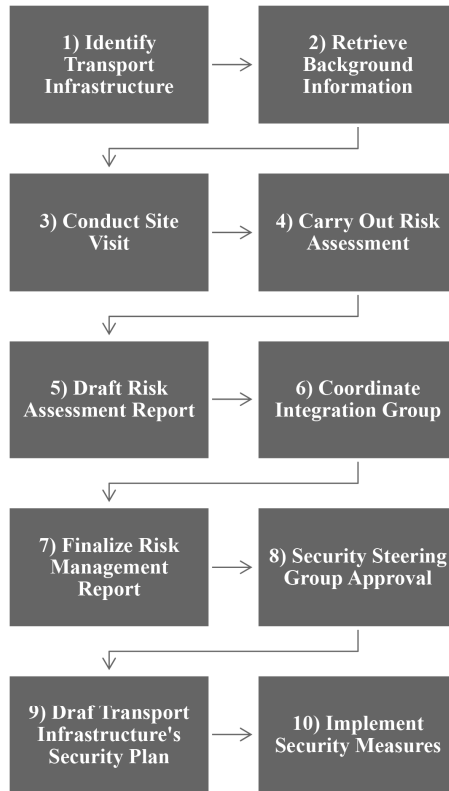 1) Identify
Transport
Infrastructure
2) Retrieve
Background
Information
3) Conduct Site
Visit
4) Carry Out Risk
Assessment
5) Draft Risk
Assessment Report
6) Coordinate
Integration Group
7) Finalize Risk
Management
Report
8) Security Steering
Group Approval
9) Draf Transport
Infrastructure's
Security Plan
10) Implement
Security Measures